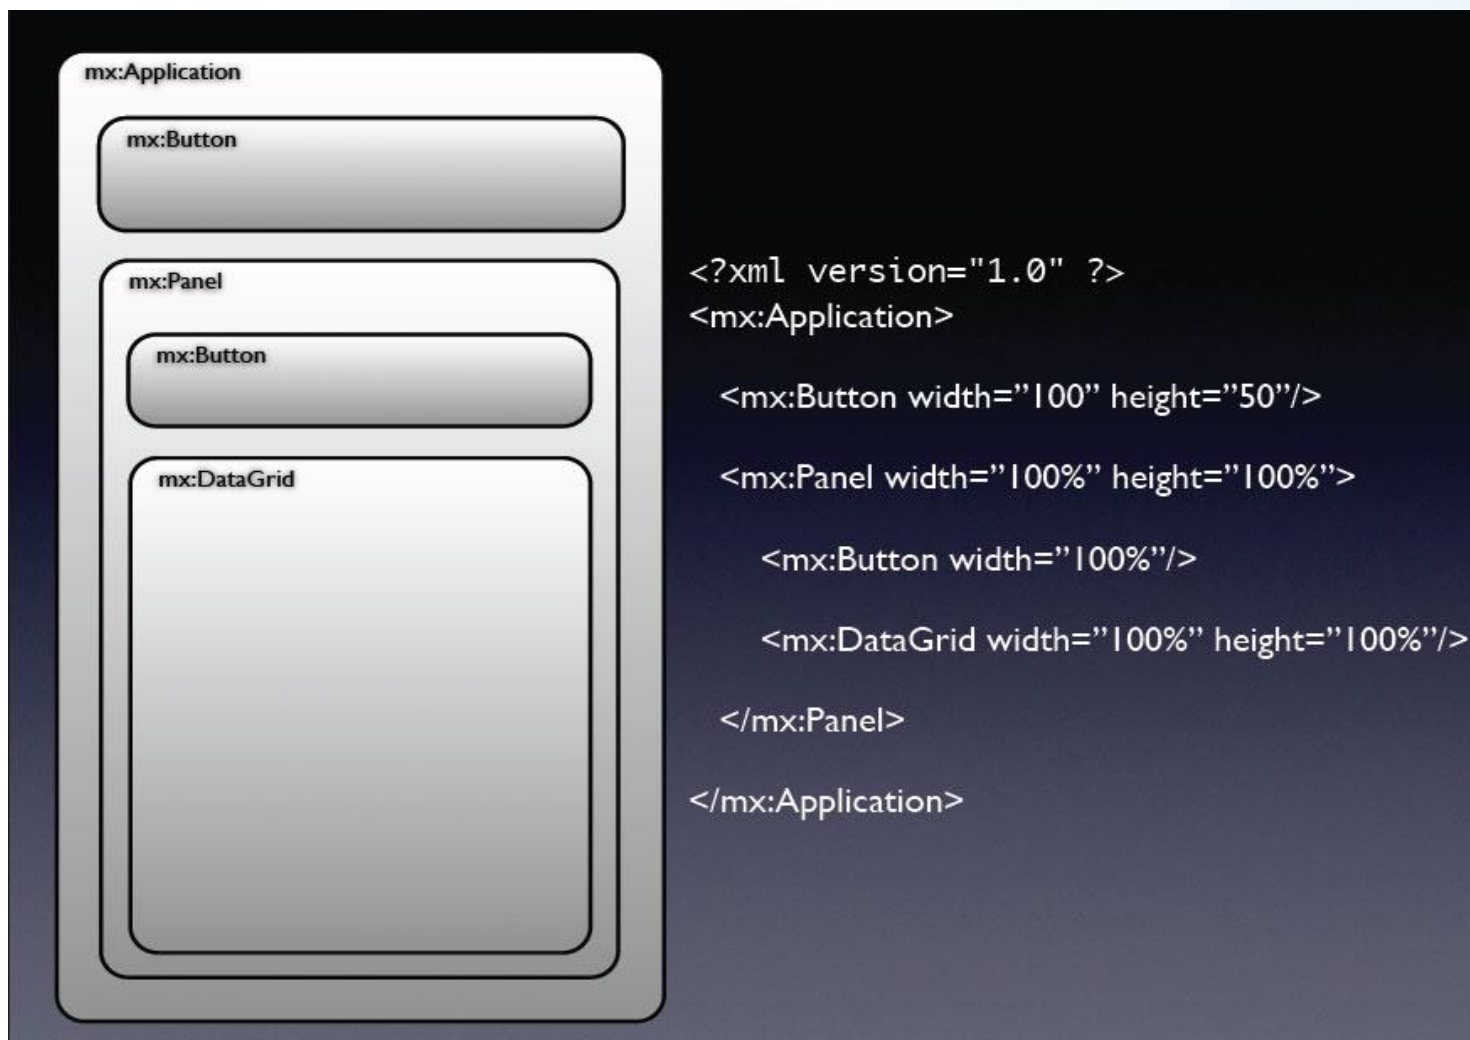 mx:Application
mx:Button
mx:Panel
mx:Button
mx:DataGrid
<?xml version="1.0" ?>
<mx:Application>
<mx:Button width=”100” height=”50”/>
<mx:Panel width=”100%” height=”100%”>
<mx:Button width=”100%”/>
<mx:DataGrid width=”100%” height=”100%”/>
</mx:Panel>
</mx:Application>